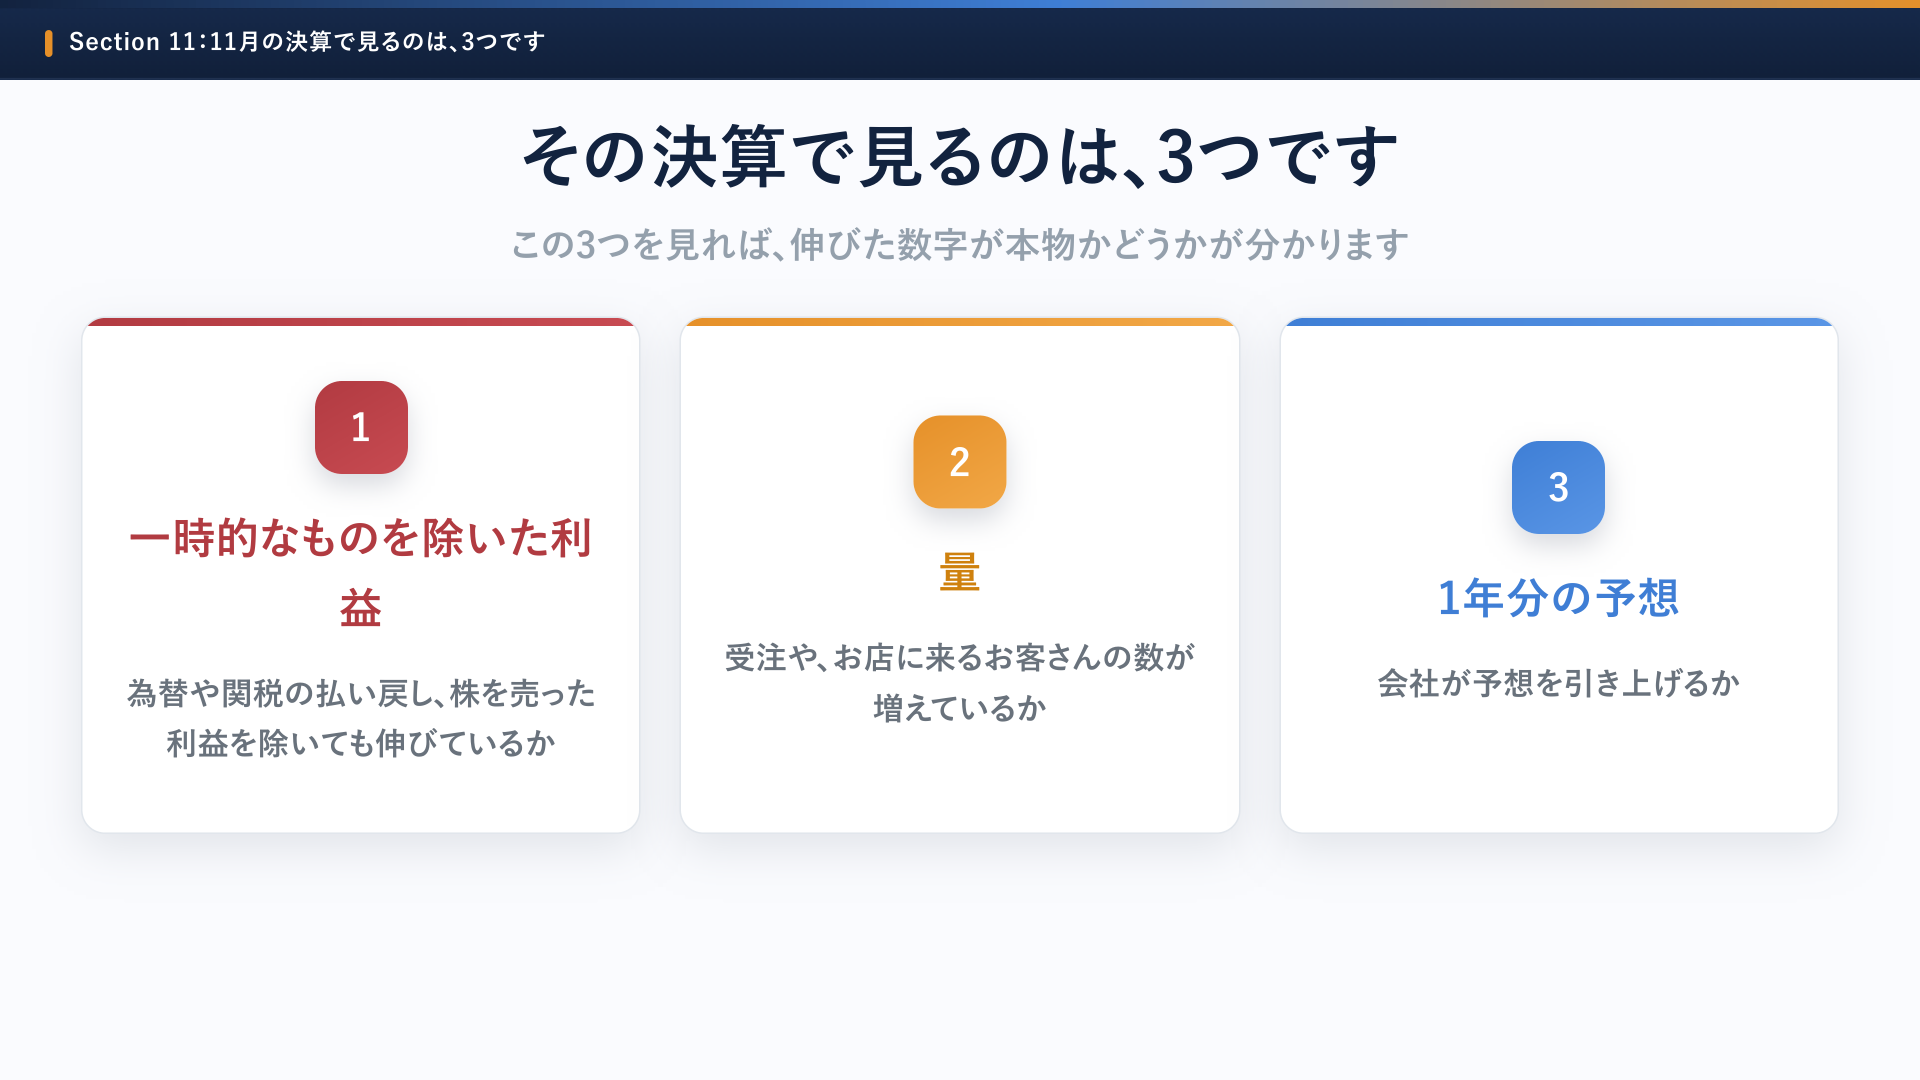 Section 11：11月の決算で見るのは、3つです
その決算で見るのは、3つです
この3つを見れば、伸びた数字が本物かどうかが分かります
1
一時的なものを除いた利
益
為替や関税の払い戻し、株を売った
利益を除いても伸びているか
2
量
受注や、お店に来るお客さんの数が
増えているか
3
1年分の予想
会社が予想を引き上げるか